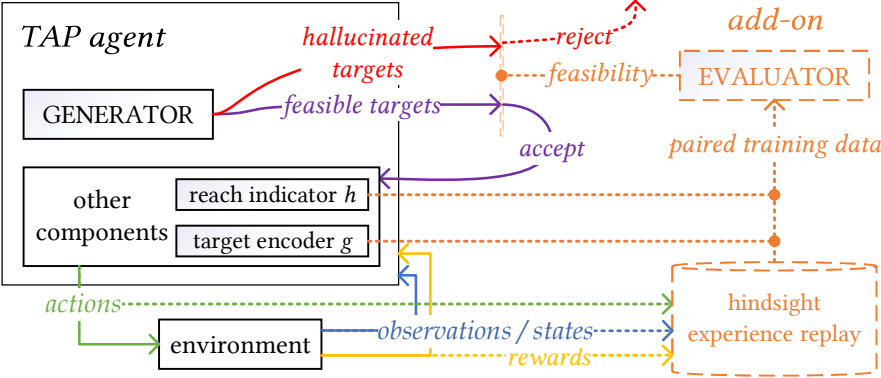 TAP agent
add-on
hallucinated
targets
reject
GENERATOR
feasible targets
feasibility
EVALUATOR
accept
paired training data
other
components
reach indicator h
target encoder g
actions
environment
observations / states
rewards
hindsight
experience replay